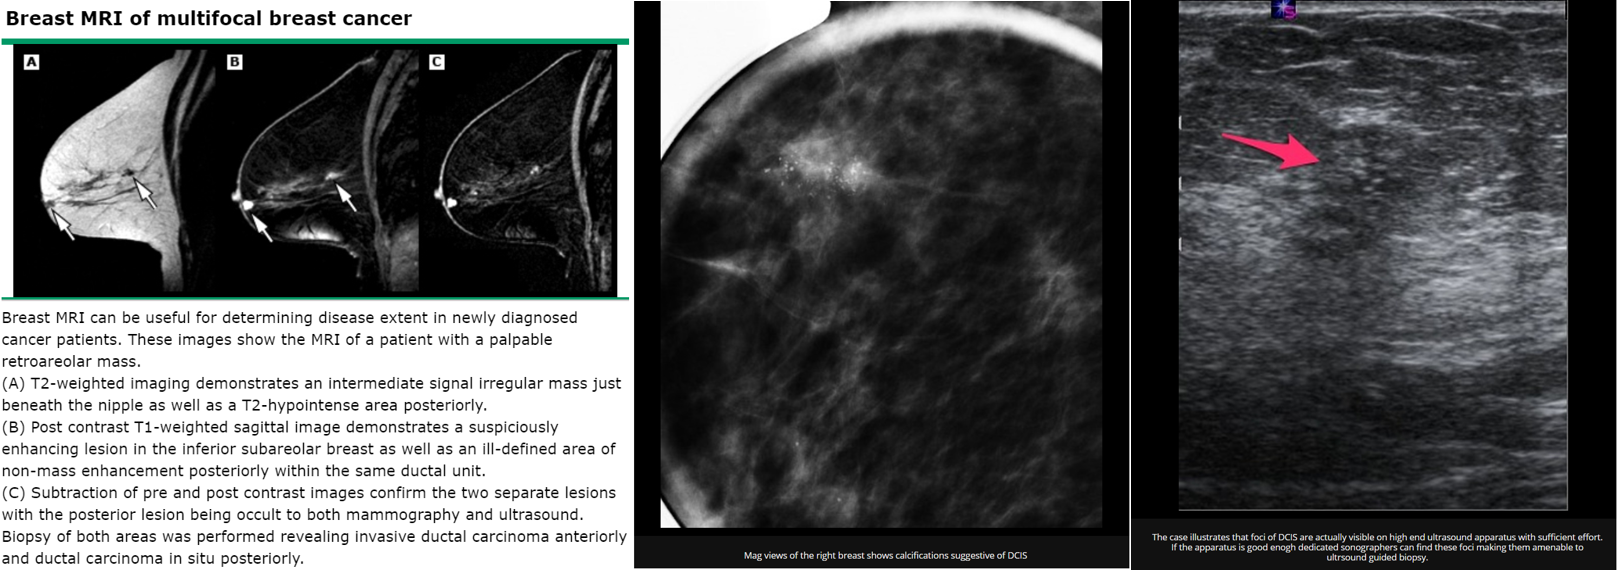 Breast MRI of multifocal breast cancer
A
B
C
Breast MRI can be useful for determining disease extent in newly diagnosed
cancer patients. These images show the MRI of a patient with a palpable
retroareolar mass.
(A) T2-weighted imaging demonstrates an intermediate signal irregular mass just
beneath the nipple as well as a T2-hypointense area posteriorly.
(B) Post contrast T1-weighted sagittal image demonstrates a suspiciously
enhancing lesion in the inferior subareolar breast as well as an ill-defined area of
non-mass enhancement posteriorly within the same ductal unit.
(C) Subtraction of pre and post contrast images confirm the two separate lesions
with the posterior lesion being occult to both mammography and ultrasound.
Biopsy of both areas was performed revealing invasive ductal carcinoma anteriorly
and ductal carcinoma in situ posteriorly.
Mag views of the right breast shows calcifications suggestive of DCIS
S
The case illustrates that foci of DCIS are actually visible on high end ultrasound apparatus with sufficient effort.
If the apparatus is good enogh dedicated sonographers can find these foci making them amenable to
ultrsound guided biopsy.